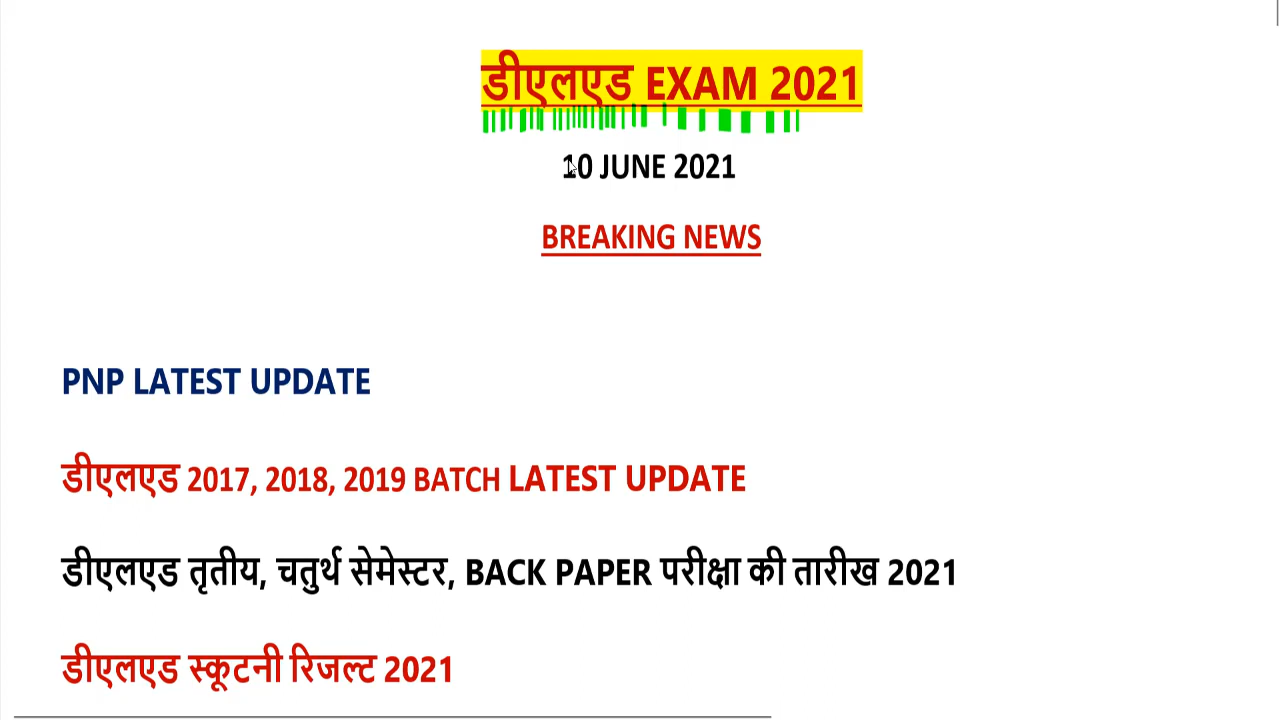 डीएलएड EXAM 2021
10 JUNE 2021
BREAKING NEWS
PNP LATEST UPDATE
डीएलएड 2017, 2018, 2019 BATCH LATEST UPDATE
डीएलएड तृतीय, चतुर्थ सेमेस्टर, BACK PAPER परीक्षा की तारीख 2021
डीएलएड स्कूटनी रिजल्ट 2021